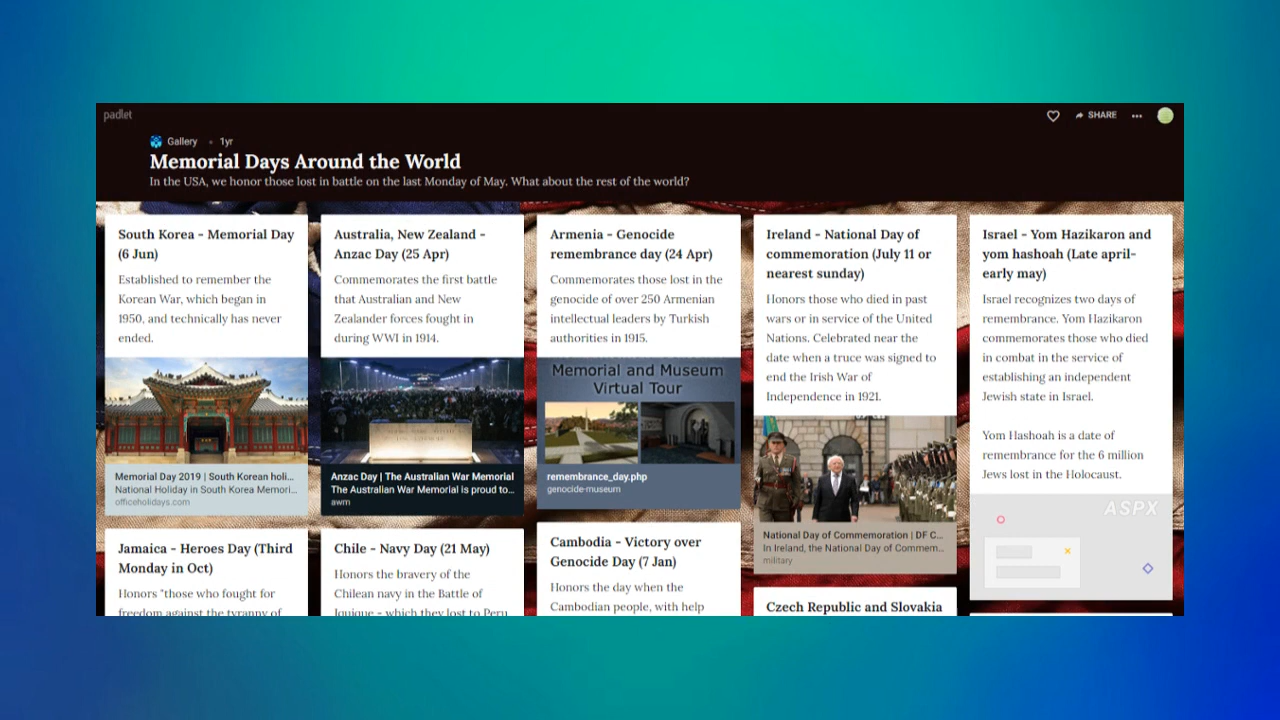 padlet
SHARE
Gallery • 1yr
Memorial Days Around the World
In the USA, we honor those lost in battle on the last Monday of May. What about the rest of the world?
South Korea - Memorial Day
(6 Jun)
Established to remember the
Korean War, which began in
1950, and technically has never
ended.
Memorial Day 2019 | South Korean holi...
National Holiday in South Korea Memori...
officeholidays.com
Jamaica - Heroes Day (Third
Monday in Oct)
Honors "those who fought for
freedom against the tyranny of
Australia, New Zealand -
Anzac Day (25 Apr)
Commemorates the first battle
that Australian and New
Zealander forces fought in
during WWI in 1914.
Anzac Day | The Australian War Memorial
The Australian War Memorial is proud to...
awm
Chile - Navy Day (21 May)
Honors the bravery of the
Chilean navy in the Battle of
Iquique - which they lost to Peru
Armenia - Genocide
remembrance day (24 Apr)
Commemorates those lost in the
genocide of over 250 Armenian
intellectual leaders by Turkish
authorities in 1915.
Memorial and Museum
Virtual Tour
remembrance_day.php
genocide-museum
Cambodia - Victory over
Genocide Day (7 Jan)
Honors the day when the
Cambodian people, with help
Ireland - National Day of
commemoration (July 11 or
nearest sunday)
Honors those who died in past
wars or in service of the United
Nations. Celebrated near the
date when a truce was signed to
end the Irish War of
Independence in 1921.
National Day of Commemoration | DF C...
In Ireland, the National Day of Commem...
military
Czech Republic and Slovakia
Israel - Yom Hazikaron and
yom hashoah (Late april-
early may)
Israel recognizes two days of
remembrance. Yom Hazikaron
commemorates those who died
in combat in the service of
establishing an independent
Jewish state in Israel.
Yom Hashoah is a date of
remembrance for the 6 million
Jews lost in the Holocaust.
ASPX